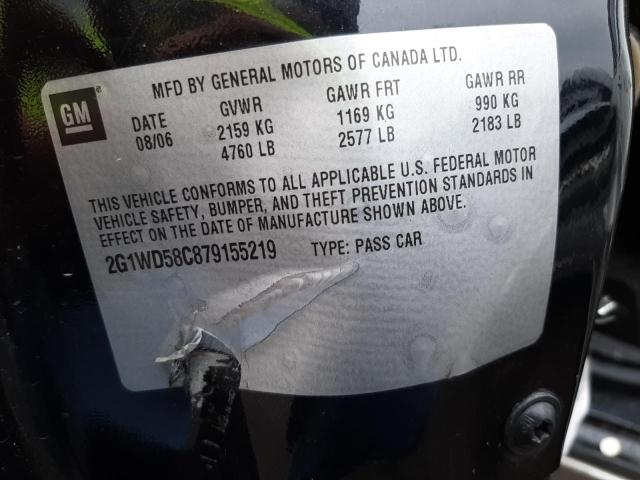 MFD BY GENERAL MOTORS OF CANADA LTD.
GM ®
DATE GVWR GAWR FRT GAWR RR
08/06 2159 KG 1169 KG 990 KG
4760 LB 2577 LB 2183 LB
THIS VEHICLE CONFORMS TO ALL APPLICABLE U.S. FEDERAL MOTOR
VEHICLE SAFETY, BUMPER, AND THEFT PREVENTION STANDARDS IN
EFFECT ON THE DATE OF MANUFACTURE SHOWN ABOVE.
2G1WD58C879155219 TYPE: PASS CAR